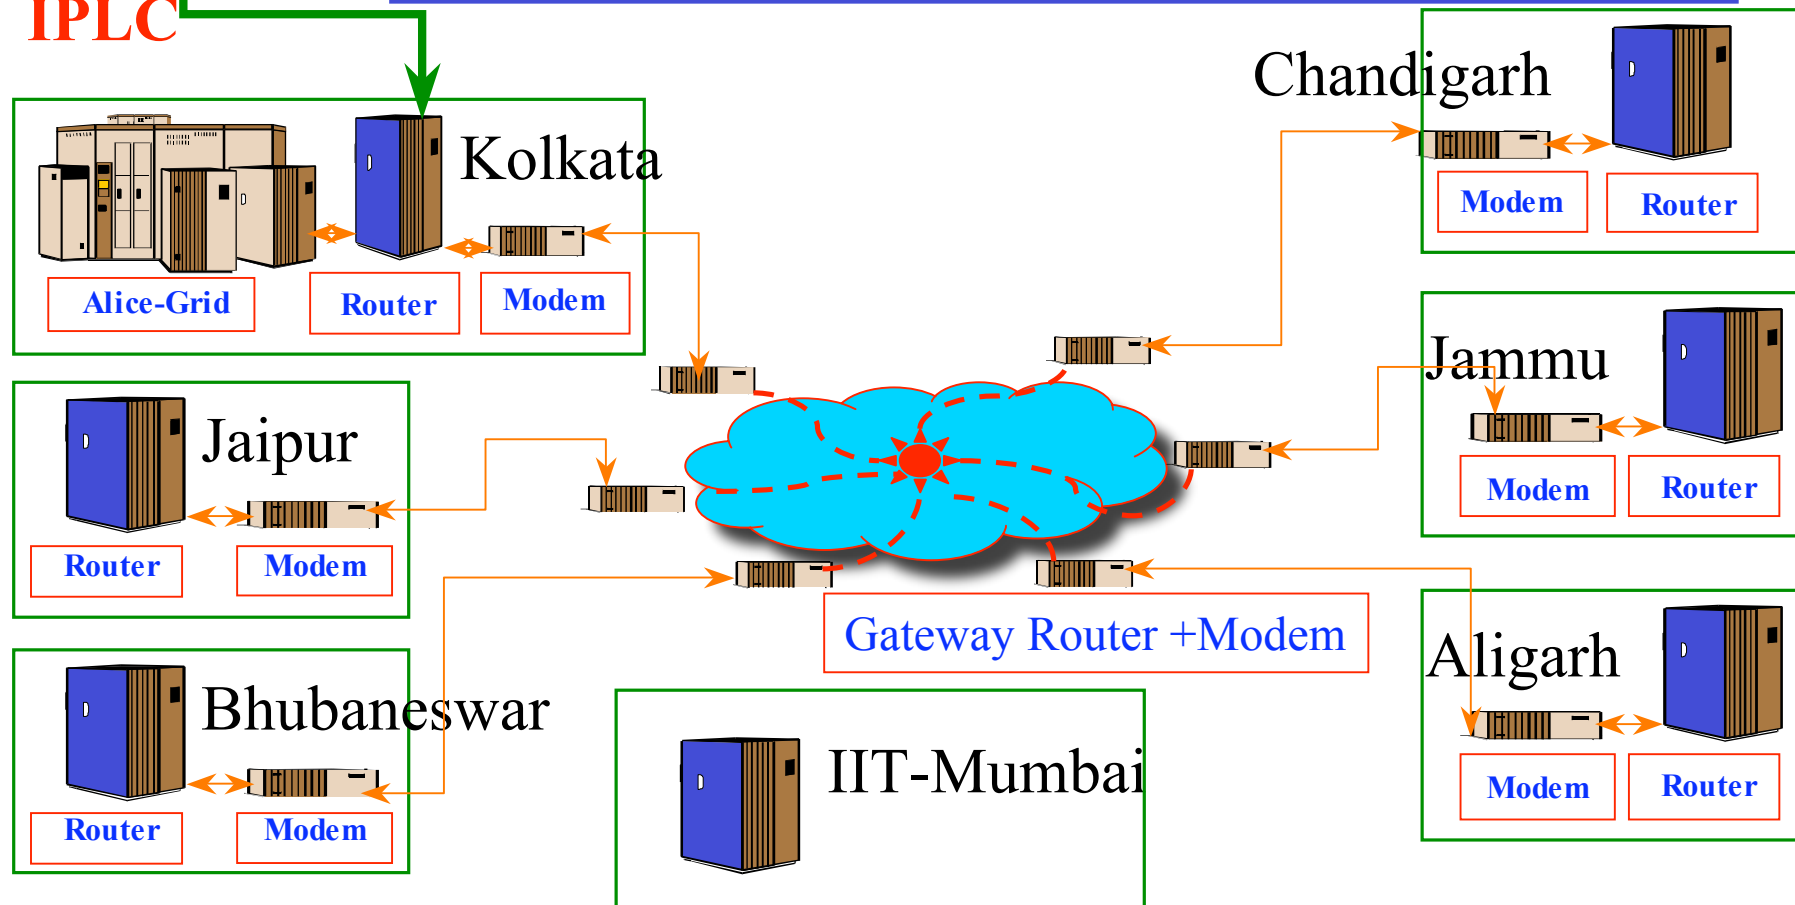 IPLC
Kolkata
Alice-Grid
Router
Modem
Chandigarh
Modem
Router
Jaipur
Router
Modem
Jammu
Modem
Router
Bhubaneswar
Router
Modem
Gateway Router +Modem
IIT-Mumbai
Aligarh
Modem
Router